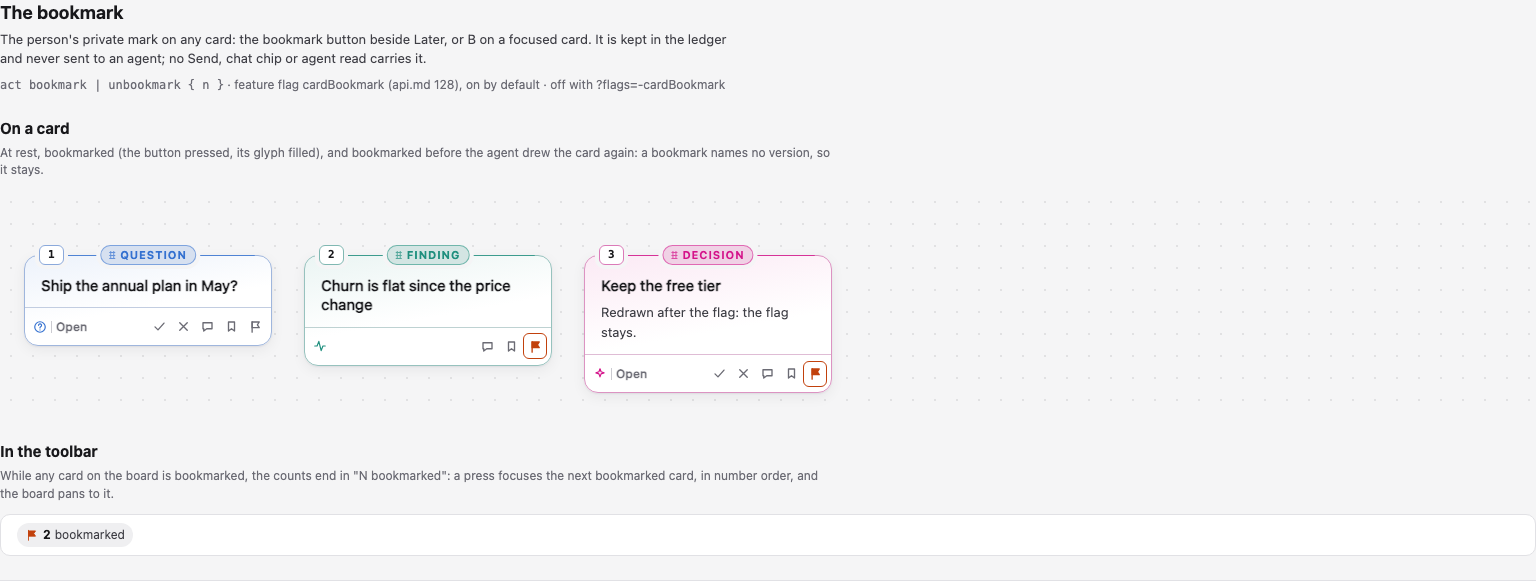 The bookmark
The person's private mark on any card: the bookmark button beside Later, or B on a focused card. It is kept in the ledger
and never sent to an agent; no Send, chat chip or agent read carries it.
act bookmark | unbookmark { n } · feature flag cardBookmark (api.md 128), on by default · off with ?flags=-cardBookmark
On a card
At rest, bookmarked (the button pressed, its glyph filled), and bookmarked before the agent drew the card again: a bookmark names no version, so
it stays.
1 QUESTION
Ship the annual plan in May?
Open
2 FINDING
Churn is flat since the price
change
3 DECISION
Keep the free tier
Redrawn after the flag: the flag
stays.
Open
In the toolbar
While any card on the board is bookmarked, the counts end in "N bookmarked": a press focuses the next bookmarked card, in number order, and
the board pans to it.
2 bookmarked